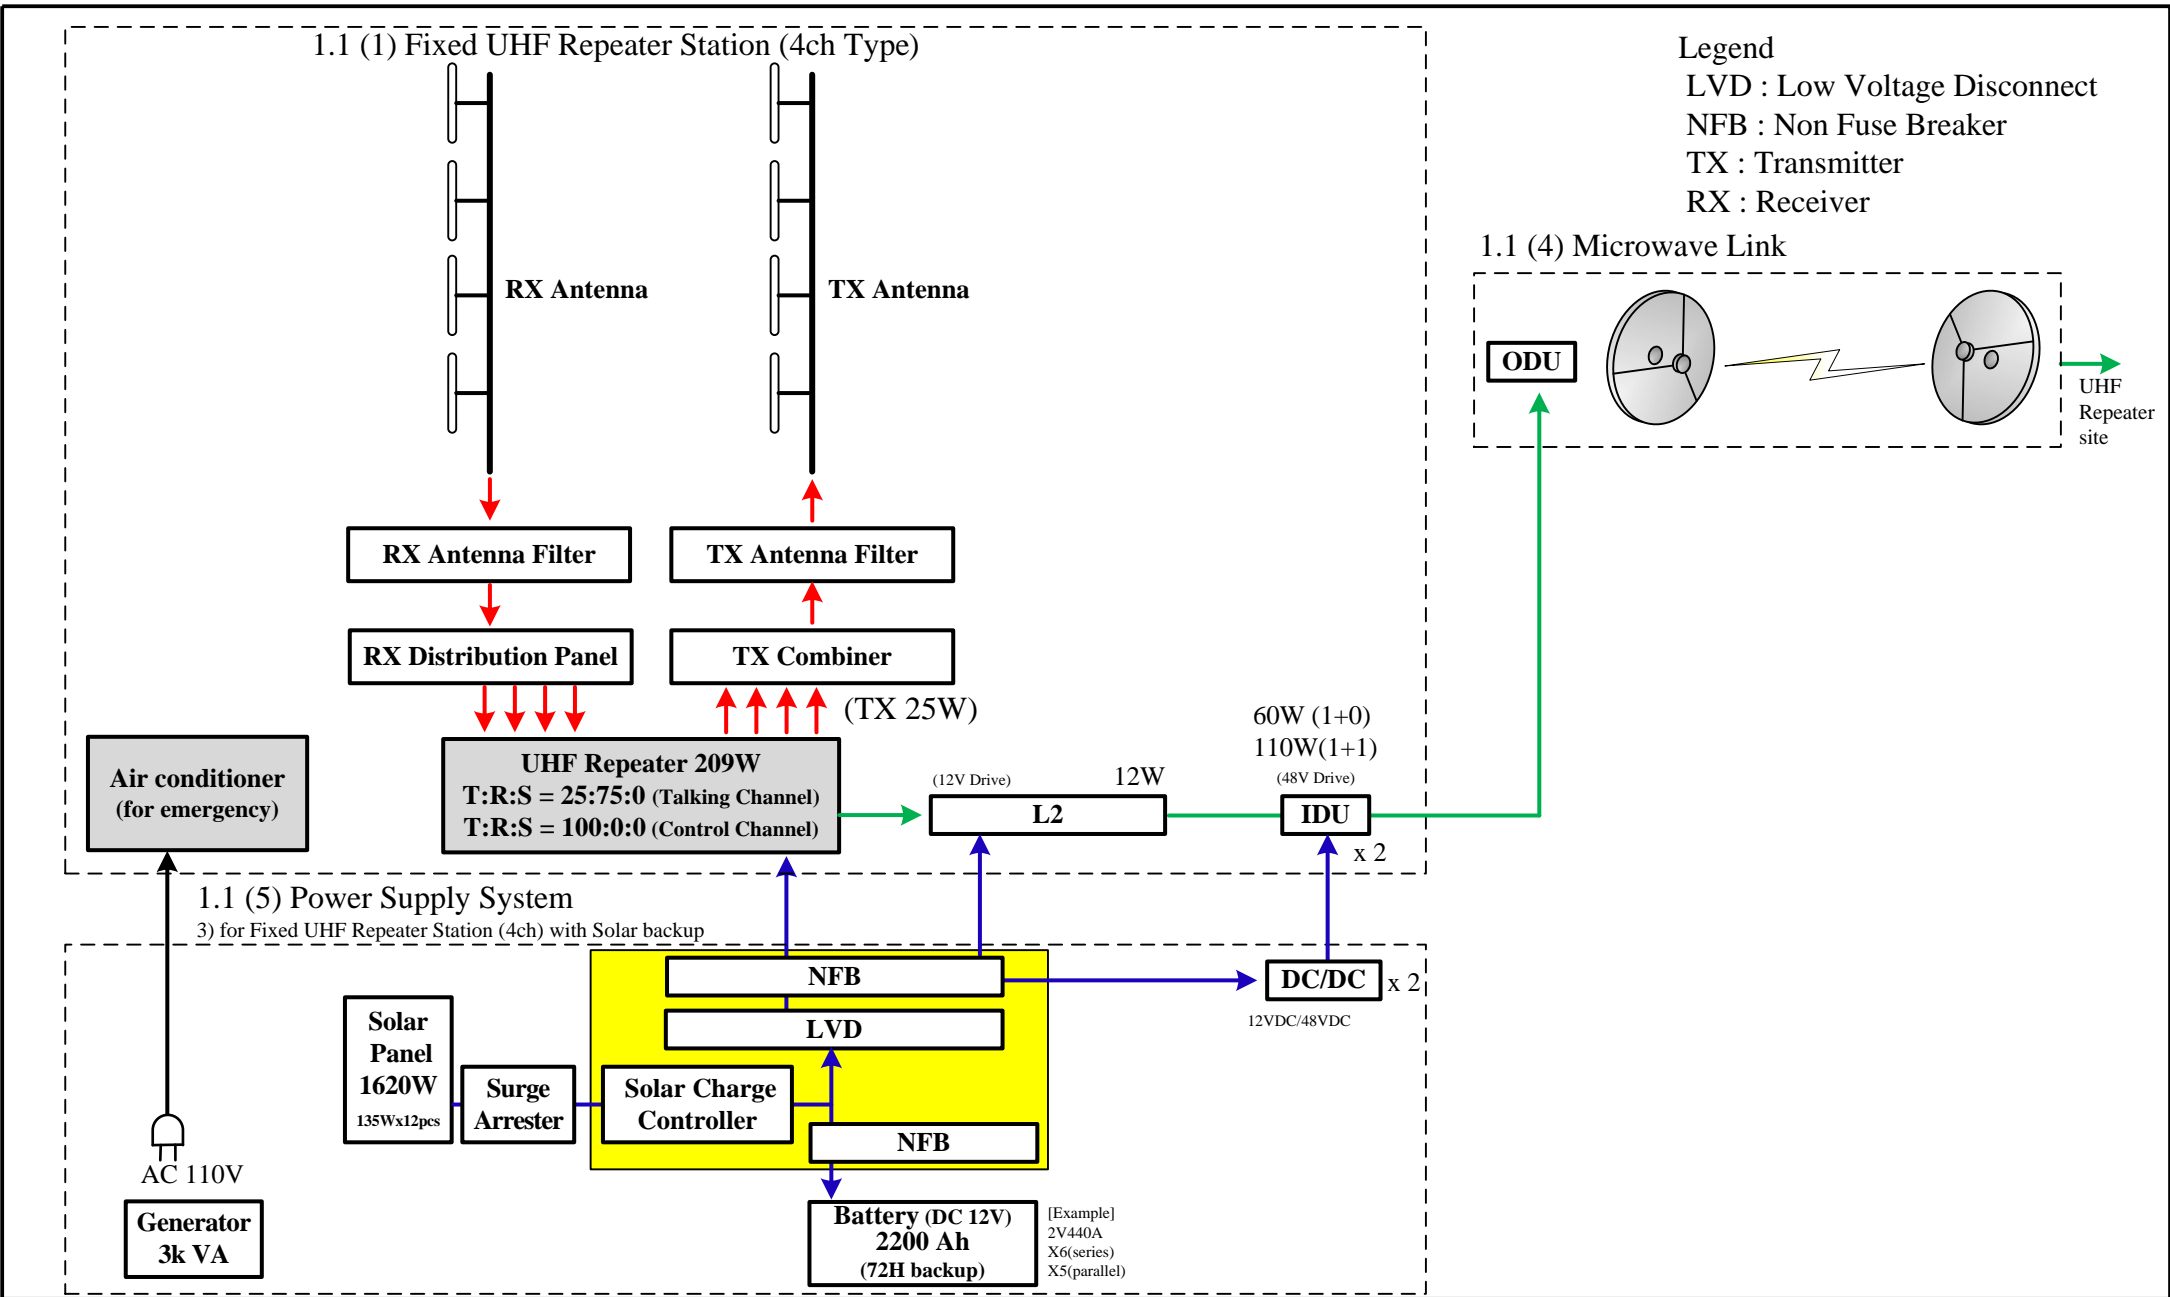 1.1 (1) Fixed UHF Repeater Station (4ch Type)
Legend
LVD : Low Voltage Disconnect
NFB : Non Fuse Breaker
TX : Transmitter
RX : Receiver
1.1 (4) Microwave Link
RX Antenna
TX Antenna
ODU
UHF
Repeater
site
RX Antenna Filter
TX Antenna Filter
RX Distribution Panel
TX Combiner
(TX 25W)
60W (1+0)
110W(1+1)
(48V Drive)
Air conditioner
(for emergency)
UHF Repeater 209W
T:R:S = 25:75:0 (Talking Channel)
T:R:S = 100:0:0 (Control Channel)
(12V Drive)
12W
L2
IDU
x 2
1.1 (5) Power Supply System
3) for Fixed UHF Repeater Station (4ch) with Solar backup
NFB
DC/DC
x 2
12VDC/48VDC
LVD
Solar
Panel
1620W
135Wx12pcs
Surge
Arrester
Solar Charge
Controller
NFB
AC 110V
Generator
3k VA
Battery (DC 12V)
2200 Ah
(72H backup)
[Example]
2V440A
X6(series)
X5(parallel)